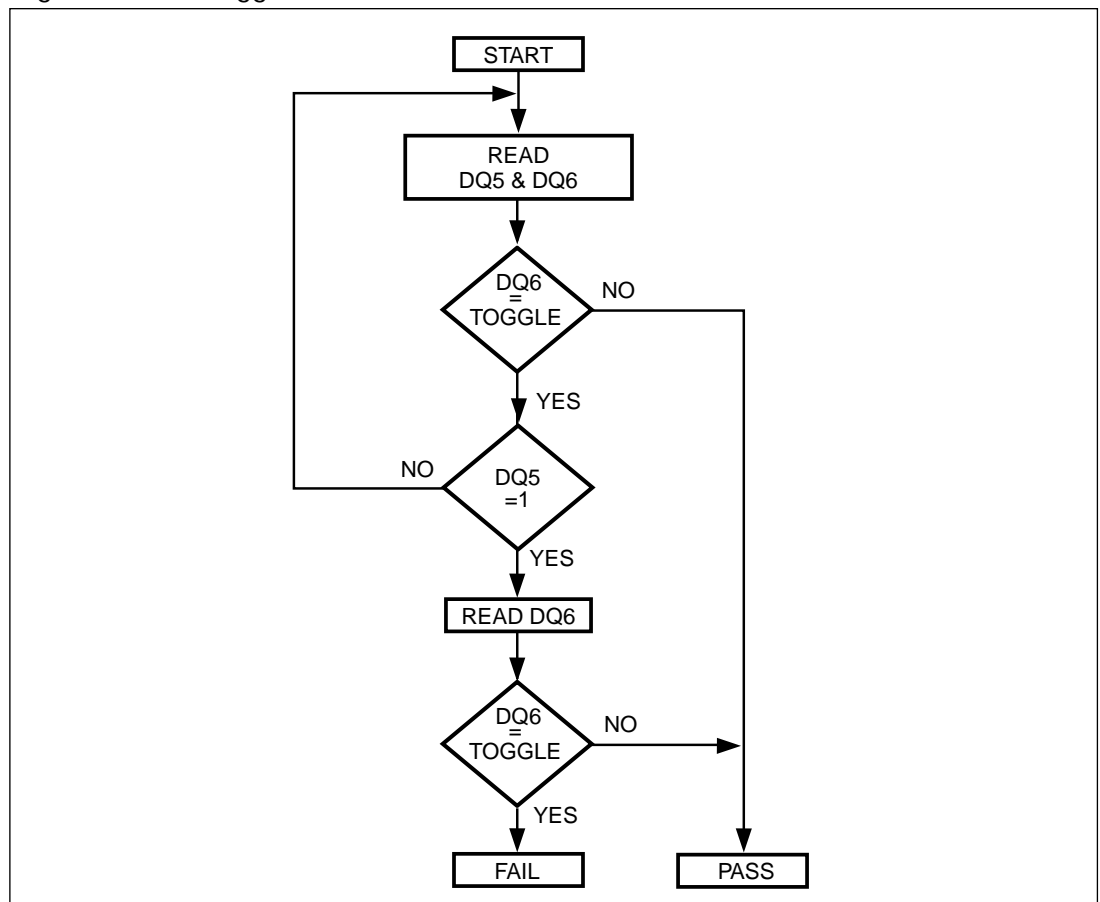 START
READ
DQ5 & DQ6
DQ6
=
TOGGLE
NO
YES
NO
DQ5
=1
YES
READ DQ6
DQ6
=
TOGGLE
NO
YES
FAIL
PASS